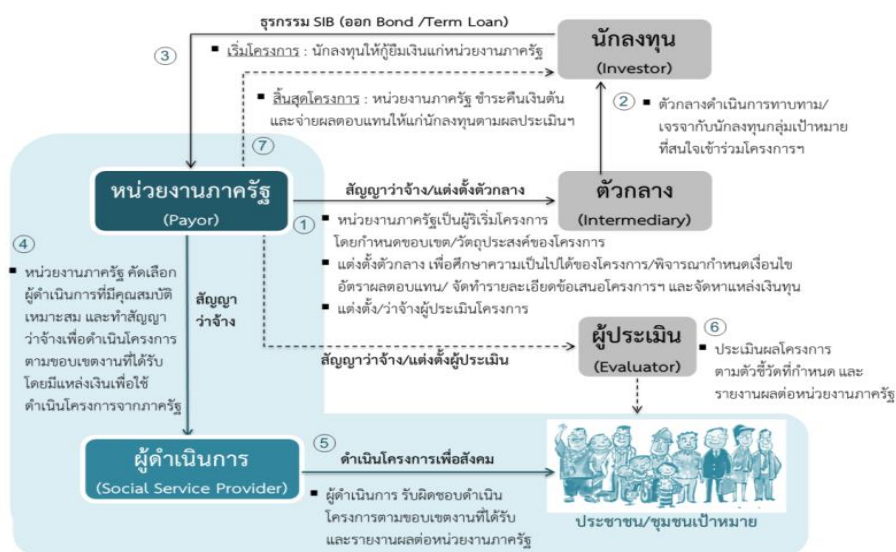 ธุรกรรม SIB (ออก Bond /Term Loan)
③
▪ เริ่มโครงการ : นักลงทุนให้กู้ยืมเงินแก่หน่วยงานภาครัฐ
นักลงทุน
(Investor)
▪ สิ้นสุดโครงการ : หน่วยงานภาครัฐ ชำระคืนเงินต้น
และจ่ายผลตอบแทนให้แก่นักลงทุนตามผลประเมินฯ
⑦
② ▪ ตัวกลางดำเนินการทาบทาม/
เจรจากับนักลงทุนกลุ่มเป้าหมาย
ที่สนใจเข้าร่วมโครงการฯ
หน่วยงานภาครัฐ
(Payor)
สัญญาว่าจ้าง/แต่งตั้งตัวกลาง
ตัวกลาง
(Intermediary)
①
▪ หน่วยงานภาครัฐเป็นผู้ริเริ่มโครงการ
โดยกำหนดขอบเขต/วัตถุประสงค์ของโครงการ
▪ แต่งตั้งตัวกลาง เพื่อศึกษาความเป็นไปได้ของโครงการ/พิจารณากำหนดเงื่อนไข
อัตราผลตอบแทน/ จัดทำรายละเอียดข้อเสนอโครงการฯ และจัดหาแหล่งเงินทุน
▪ แต่งตั้ง/ว่าจ้างผู้ประเมินโครงการ
④
▪ หน่วยงานภาครัฐ คัดเลือก
ผู้ดำเนินการที่มีคุณสมบัติ
เหมาะสม และทำสัญญา
ว่าจ้างเพื่อดำเนินโครงการ
ตามขอบเขตงานที่ได้รับ
โดยมีแหล่งเงินเพื่อใช้
ดำเนินโครงการจากภาครัฐ
สัญญา
ว่าจ้าง
สัญญาว่าจ้าง/แต่งตั้งผู้ประเมิน
ผู้ประเมิน
(Evaluator)
⑥
▪ ประเมินผลโครงการ
ตามตัวชี้วัดที่กำหนด และ
รายงานผลต่อหน่วยงานภาครัฐ
ผู้ดำเนินการ
(Social Service Provider)
⑤ ดำเนินโครงการเพื่อสังคม
▪ ผู้ดำเนินการ รับผิดชอบดำเนิน
โครงการตามขอบเขตงานที่ได้รับ
และรายงานผลต่อหน่วยงานภาครัฐ
ประชาชน/ชุมชนเป้าหมาย